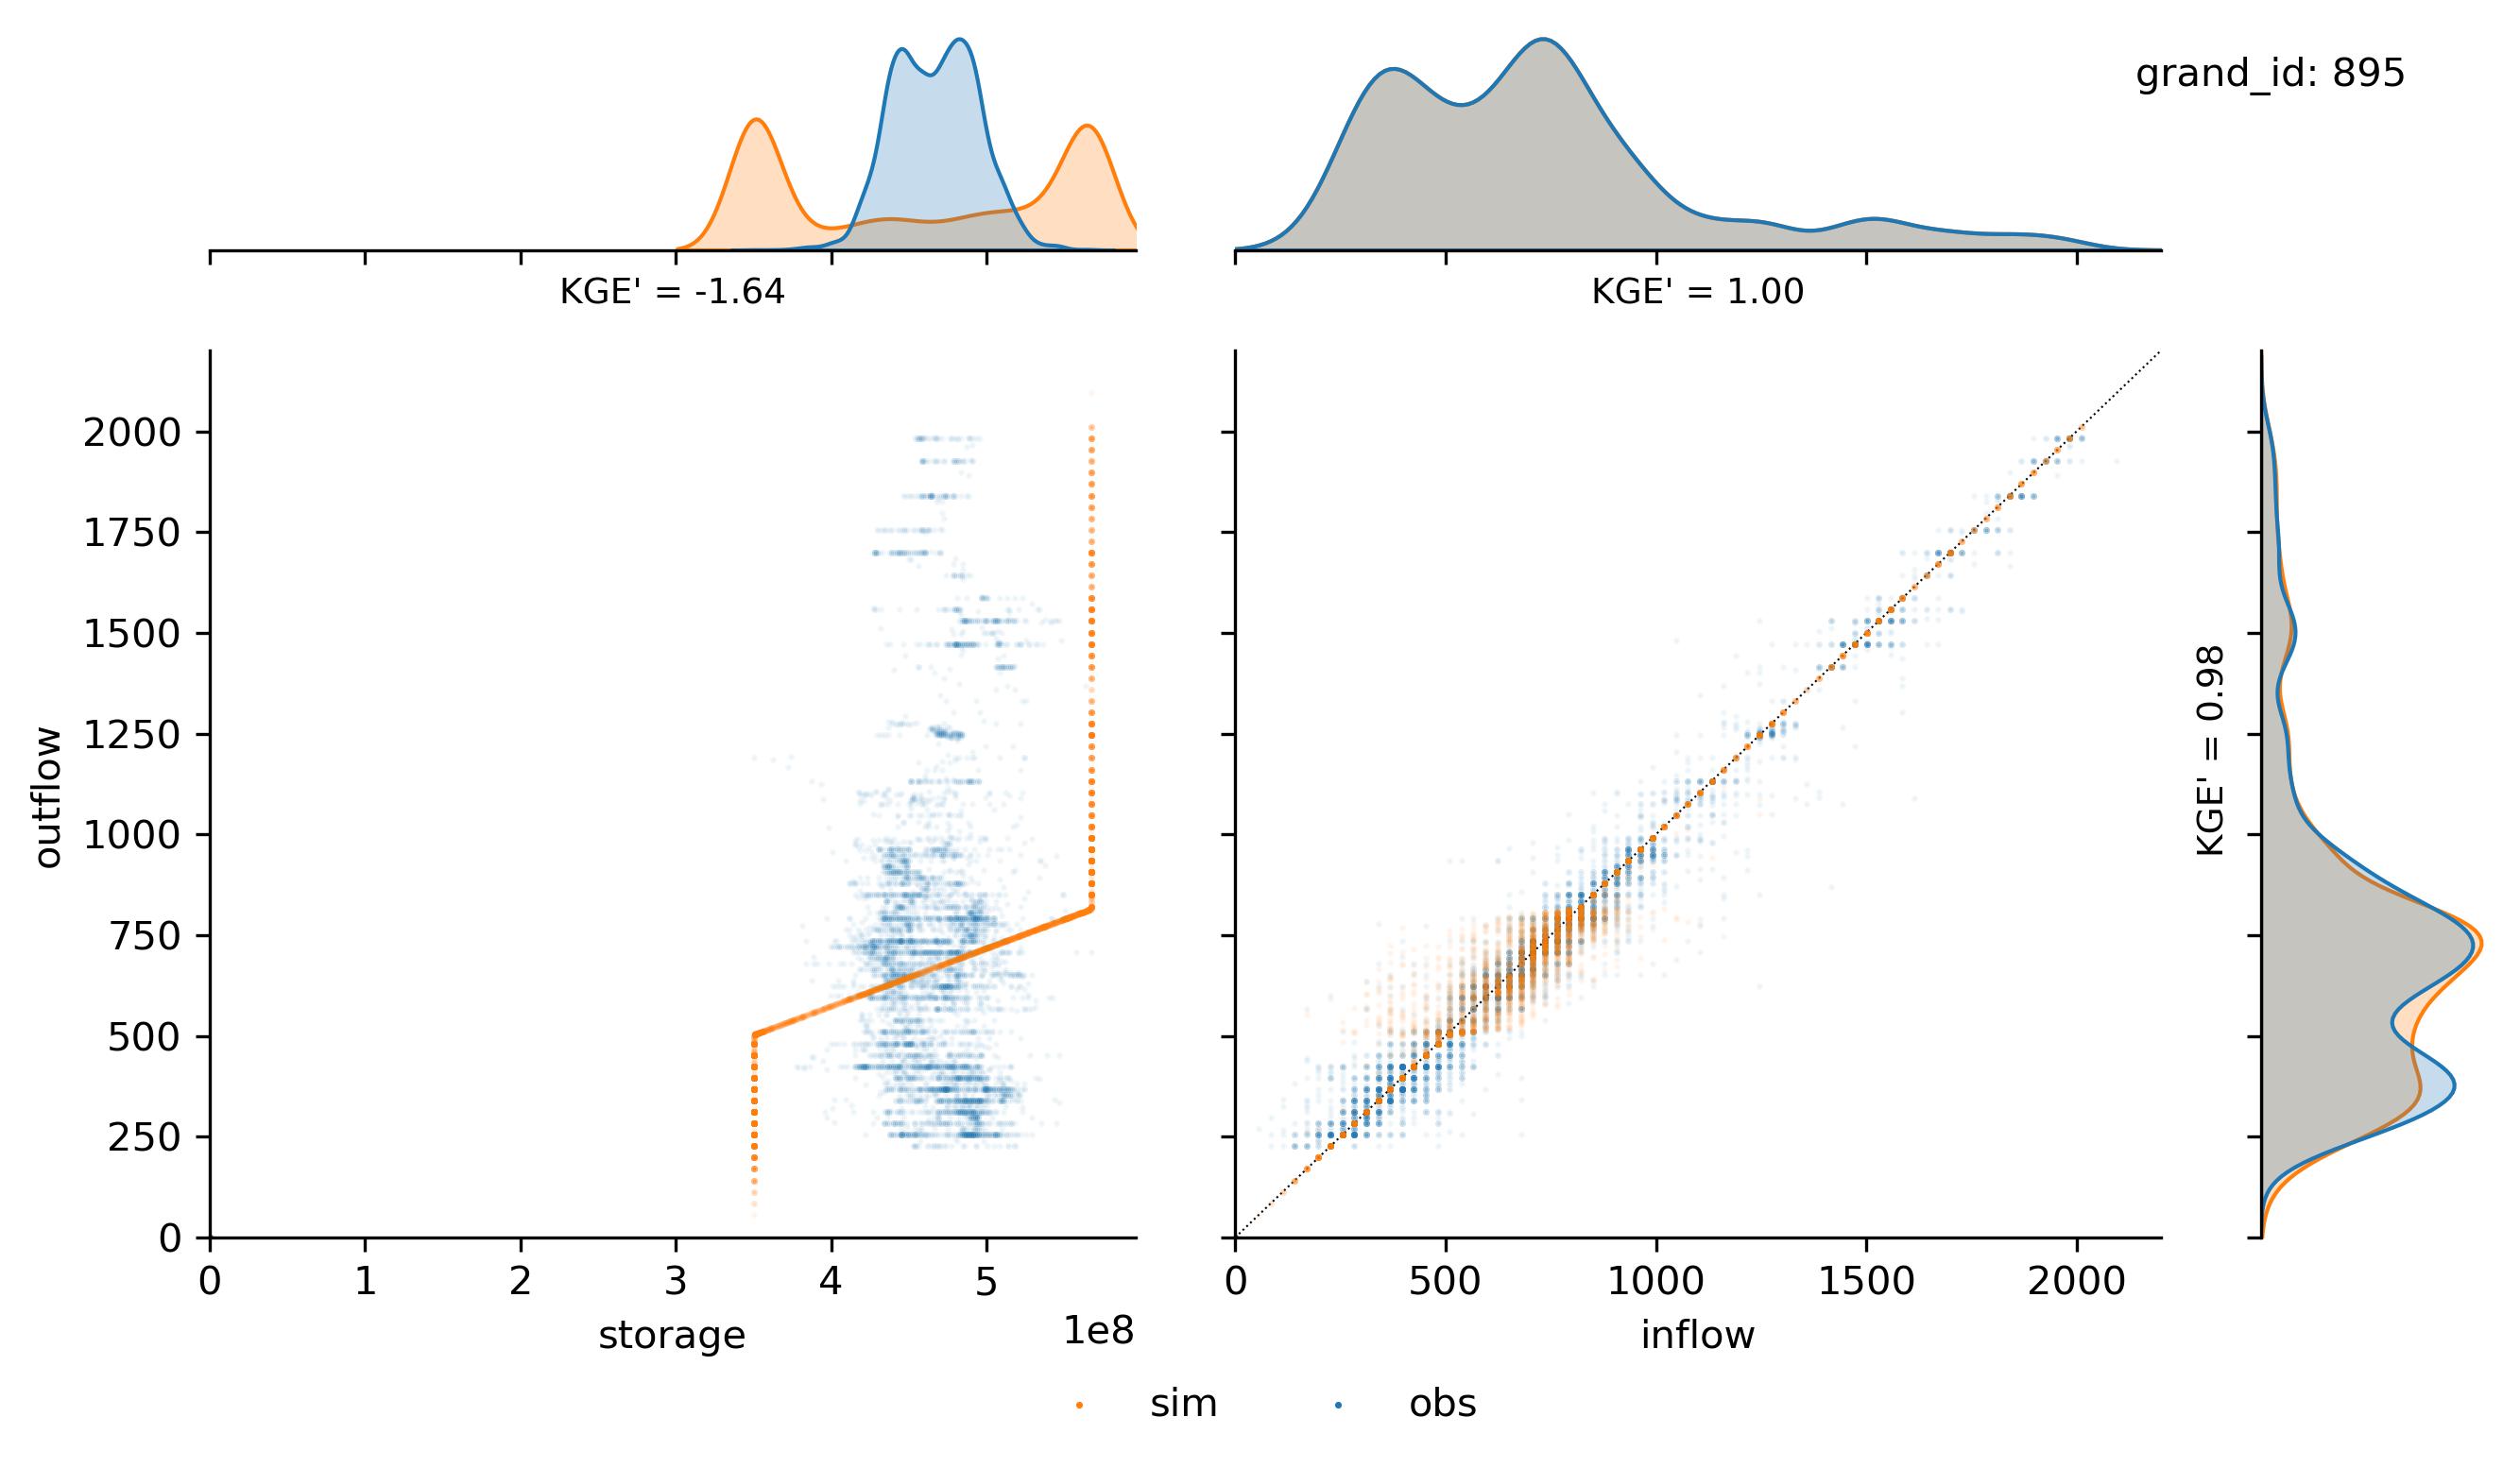 grand_id: 895
KGE' = -1.64
KGE' = 1.00
outflow
2000
1750
1500
1250
1000
750
500
250
0
KGE' = 0.98
0 1 2 3 4 5
1e8
storage
0 500 1000 1500 2000
inflow
sim obs